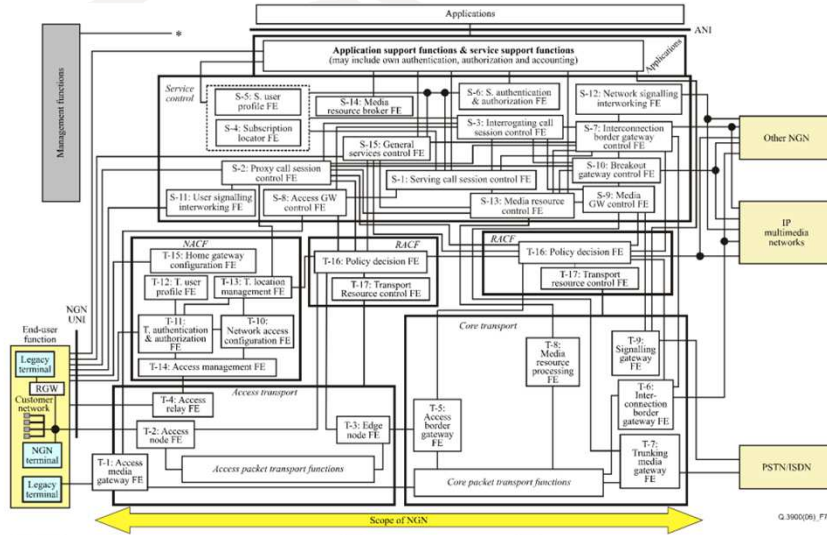 Applications
ANI
Management functions
*
Application support functions & service support functions
(may include own authentication, authorization and accounting)
Applications
Service
control
S-5: S. user
profile FE
S-4: Subscription
locator FE
S-14: Media
resource broker FE
S-6: S. authentication
& authorization FE
S-12: Network signalling
interworking FE
S-3: Interrogating call
session control FE
S-7: Interconnection
border gateway
control FE
S-15: General
services control FE
S-10: Breakout
gateway control FE
S-2: Proxy call session
control FE
S-1: Serving call session control FE
S-11: User signalling
interworking FE
S-8: Access GW
control FE
S-13: Media resource
control FE
S-9: Media
GW control FE
Other NGN
IP
multimedia
networks
PSTN/ISDN
NACF
T-15: Home gateway
configuration FE
T-12: T. user
profile FE
T-13: T. location
management FE
T-11:
T. authentication
& authorization FE
T-10:
Network access
configuration FE
T-14: Access management FE
RACF
T-16: Policy decision FE
T-17: Transport
Resource control FE
RACF
T-16: Policy decision FE
T-17: Transport
resource control FE
NGN
UNI
End-user
function
Legacy
terminal
RGW
Customer
network
NGN
terminal
Legacy
terminal
Access transport
T-4: Access
relay FE
T-2: Access
node FE
T-3: Edge
node FE
T-1: Access
media
gateway FE
Access packet transport functions
Core transport
T-5:
Access
border
gateway
FE
T-8:
Media
resource
processing
FE
T-9:
Signalling
gateway
FE
T-6:
Inter-
connection
border
gateway FE
T-7:
Trunking
media
gateway
FE
Core packet transport functions
Scope of NGN